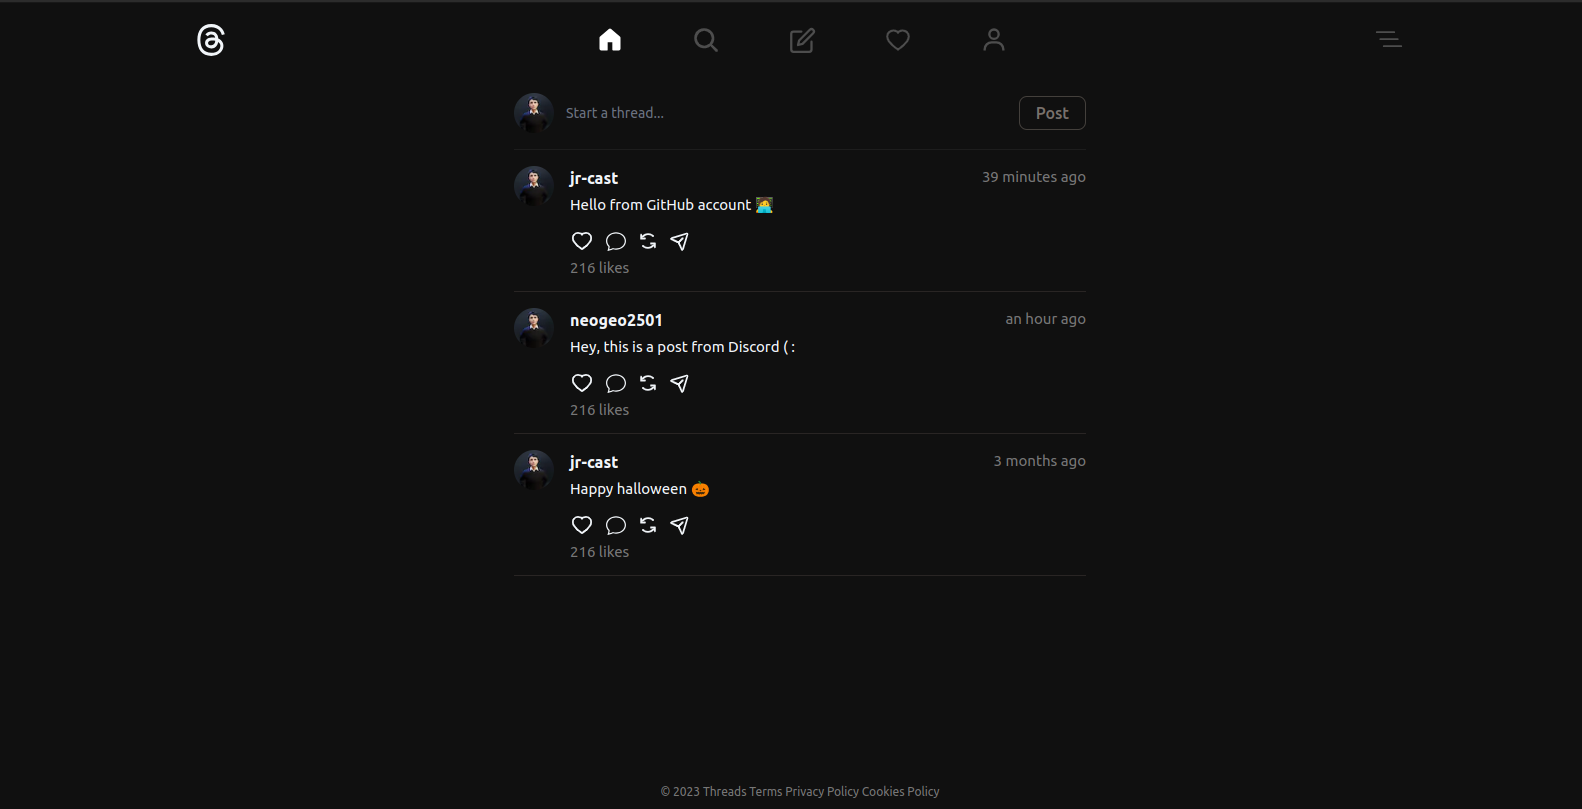 Start a thread...
Post
jr-cast
39 minutes ago
Hello from GitHub account 🧑‍💻
216 likes
neogeo2501
an hour ago
Hey, this is a post from Discord ( :
216 likes
jr-cast
3 months ago
Happy halloween 🎃
216 likes
© 2023 Threads Terms Privacy Policy Cookies Policy